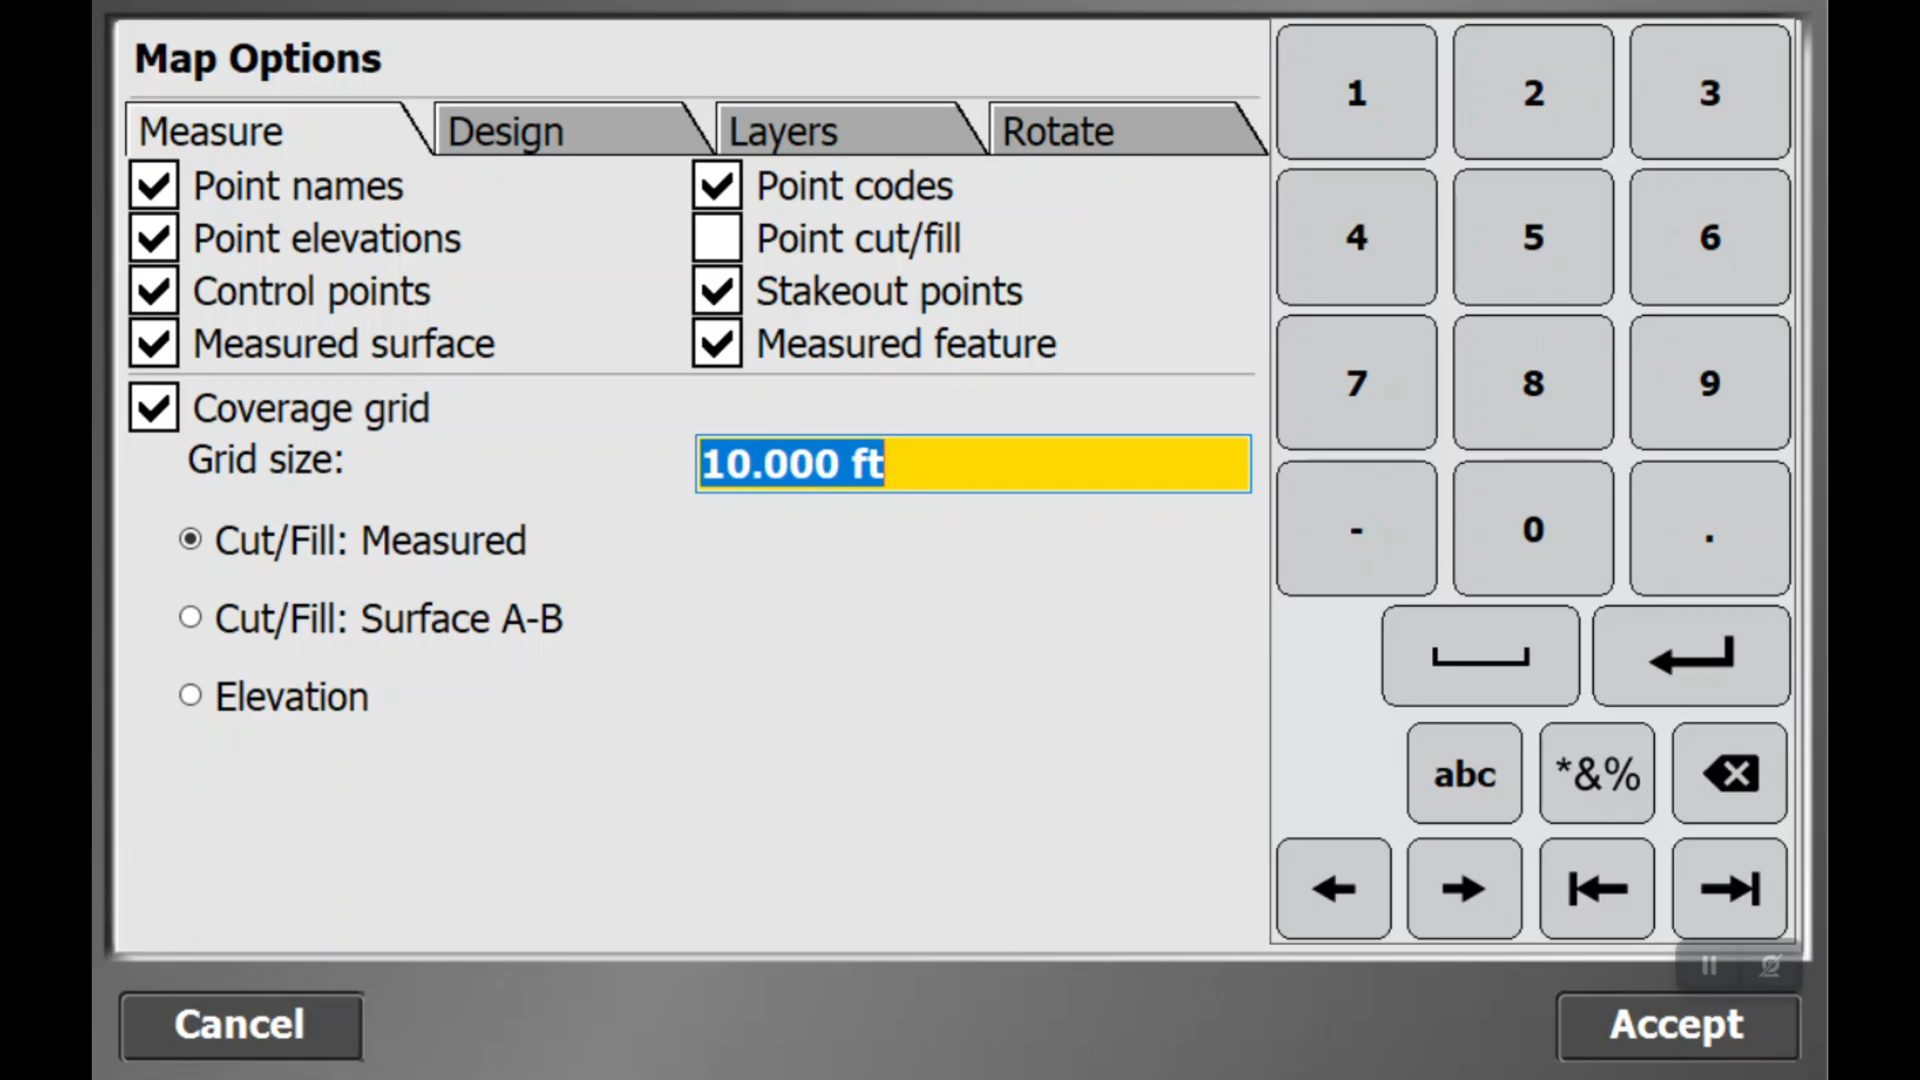 Map Options
Measure Design Layers Rotate
Point names Point codes
Point elevations Point cut/fill
Control points Stakeout points
Measured surface Measured feature
Coverage grid
Grid size: 10.000 ft
Cut/Fill: Measured
Cut/Fill: Surface A-B
Elevation
1 2 3
4 5 6
7 8 9
- 0 .
abc *&%
Cancel Accept